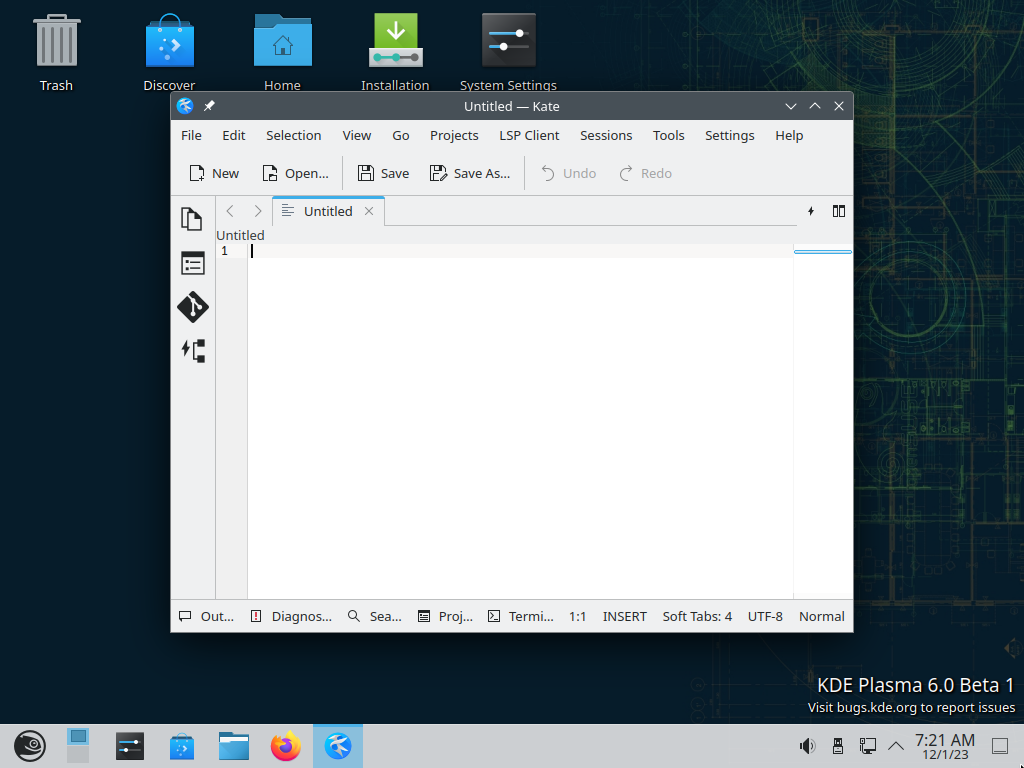 Trash Discover Home Installation System Settings
Untitled — Kate
File Edit Selection View Go Projects LSP Client Sessions Tools Settings Help
New Open... Save Save As... Undo Redo
Untitled
Untitled
1
Out... Diagnos... Sea... Proj... Termi... 1:1 INSERT Soft Tabs: 4 UTF-8 Normal
KDE Plasma 6.0 Beta 1
Visit bugs.kde.org to report issues
7:21 AM
12/1/23